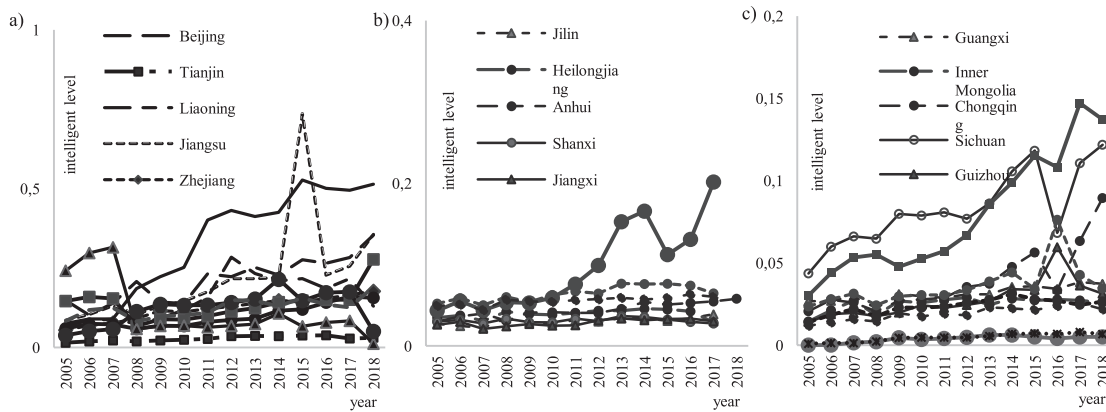 a)
1
0,5
0
intelligent level
Beijing
Tianjin
Liaoning
Jiangsu
Zhejiang
2005 2006 2007 2008 2009 2010 2011 2012 2013 2014 2015 2016 2017 2018
year
b)
0,4
0,2
0
intelligent level
Jilin
Heilongjia
ng
Anhui
Shanxi
Jiangxi
2005 2006 2007 2008 2009 2010 2011 2012 2013 2014 2015 2016 2017 2018
year
c)
0,2
0,15
0,1
0,05
0
intelligent level
Guangxi
Inner
Mongolia
Chongqin
g
Sichuan
Guizhou
2005 2006 2007 2008 2009 2010 2011 2012 2013 2014 2015 2016 2017 2018
year